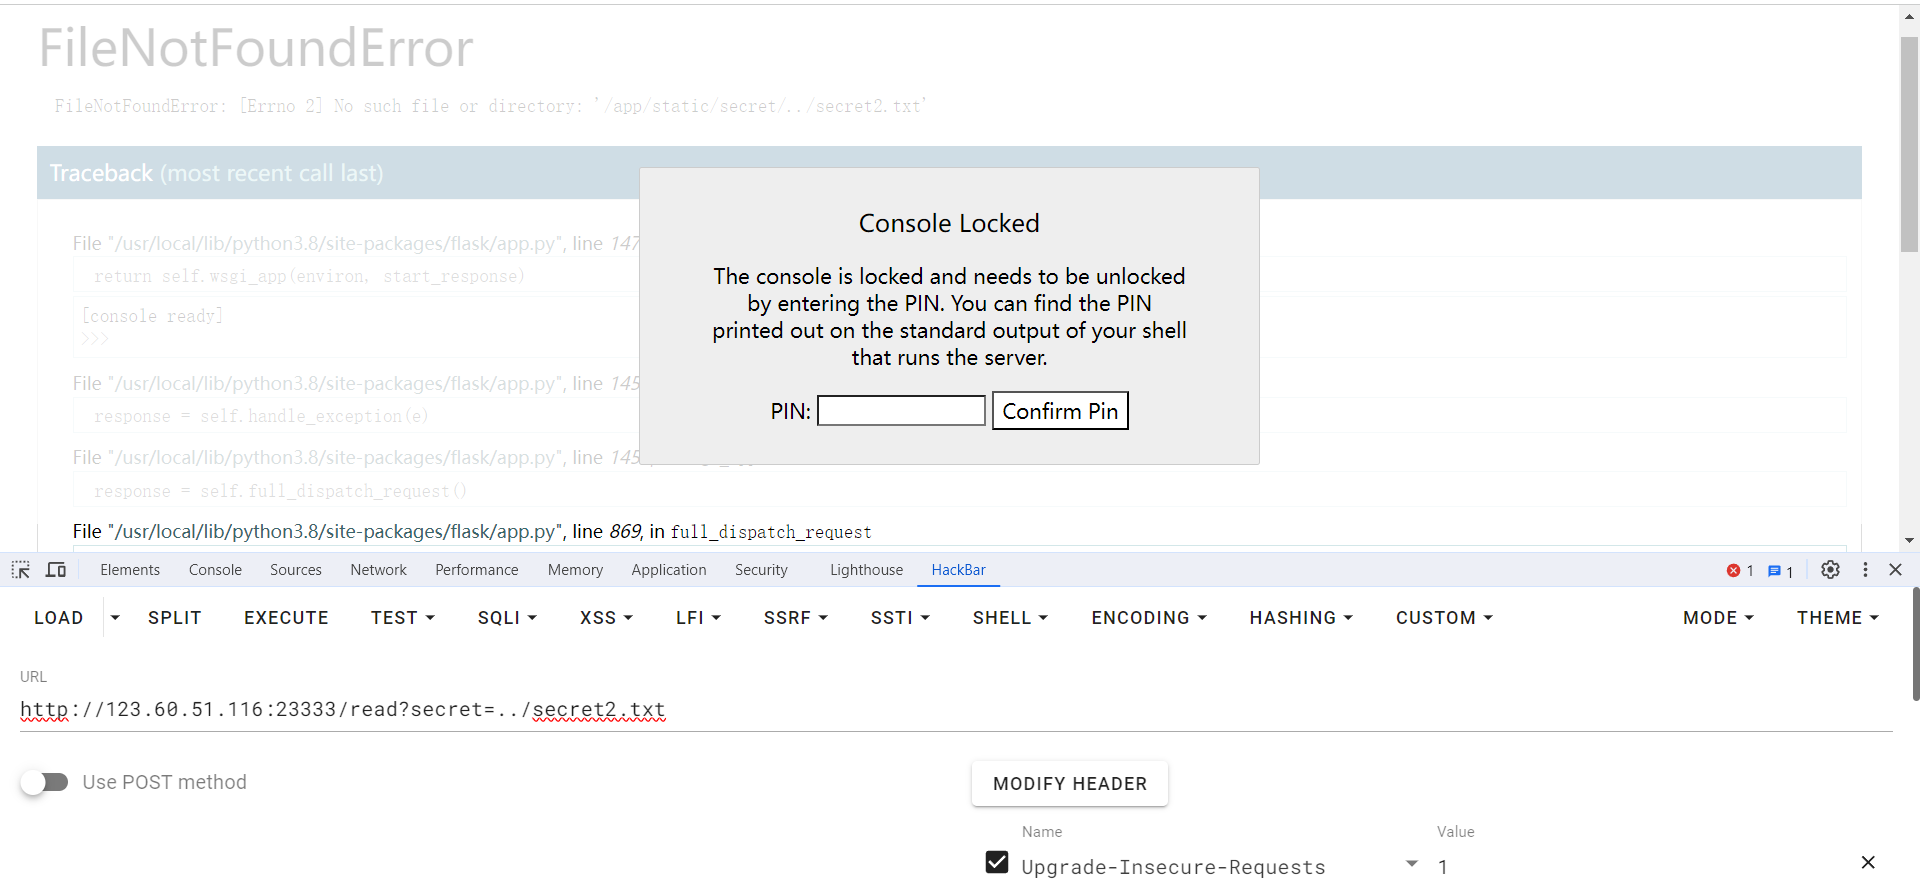 FileNotFoundError
FileNotFoundError: [Errno 2] No such file or directory: '/app/static/secret/../secret2.txt'
Traceback (most recent call last)
File "/usr/local/lib/python3.8/site-packages/flask/app.py", line 147
return self.wsgi_app(environ, start_response)
[console ready]
>>>
File "/usr/local/lib/python3.8/site-packages/flask/app.py", line 145
response = self.handle_exception(e)
File "/usr/local/lib/python3.8/site-packages/flask/app.py", line 145
response = self.full_dispatch_request()
File "/usr/local/lib/python3.8/site-packages/flask/app.py", line 869, in full_dispatch_request
Console Locked
The console is locked and needs to be unlocked
by entering the PIN. You can find the PIN
printed out on the standard output of your shell
that runs the server.
PIN: Confirm Pin
Elements Console Sources Network Performance Memory Application Security Lighthouse HackBar 1 1
LOAD SPLIT EXECUTE TEST SQLI XSS LFI SSRF SSTI SHELL ENCODING HASHING CUSTOM MODE THEME
URL
http://123.60.51.116:23333/read?secret=../secret2.txt
Use POST method
MODIFY HEADER
Name Value
Upgrade-Insecure-Requests 1